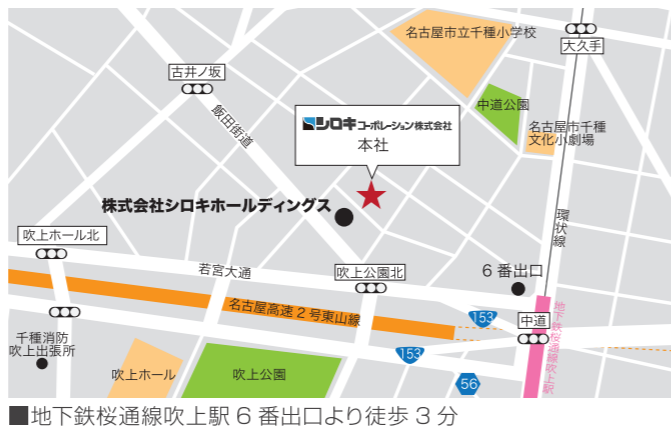 名古屋市立千種小学校
大久手
古井ノ坂
中道公園
飯田街道
シロキコーポレーション株式会社
本社
名古屋市千種
文化小劇場
株式会社シロキホールディングス
環状線
吹上ホール北
若宮大通
吹上公園北
6番出口
名古屋高速2号東山線
153
中道
地下鉄桜通線吹上駅
千種消防
吹上出張所
153
吹上ホール
吹上公園
56
■地下鉄桜通線吹上駅6番出口より徒歩3分